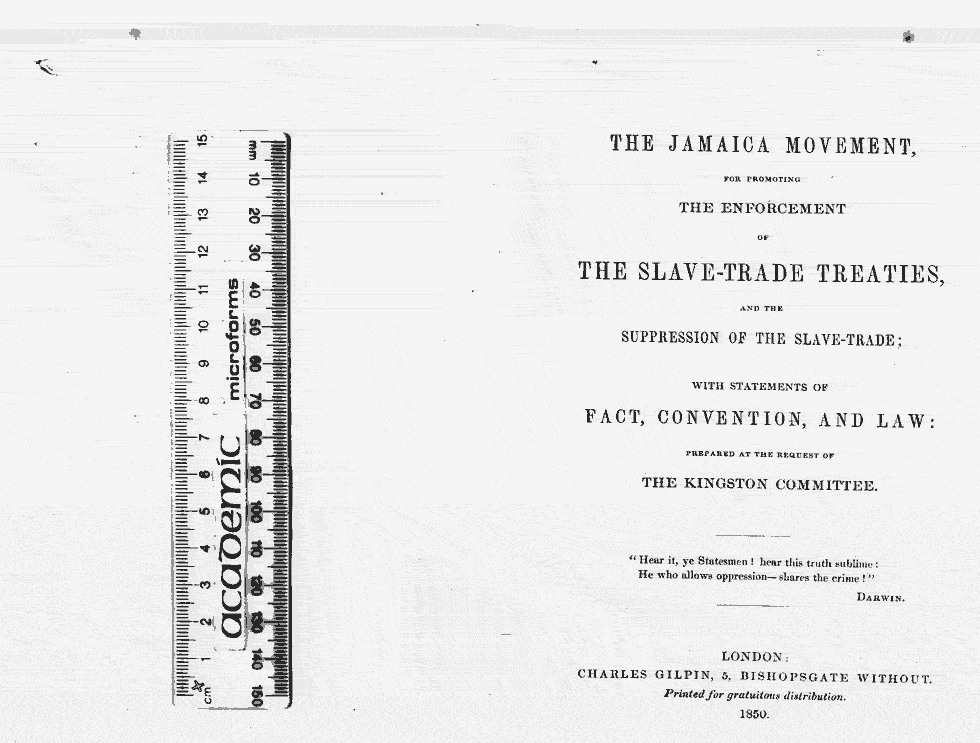 15
14
13
12
11
10
9
8
7
6
5
4
3
2
1
cm
microforms
academic
mm
10
20
30
40
50
60
70
80
90
100
110
120
130
140
150
THE JAMAICA MOVEMENT,
FOR PROMOTING
THE ENFORCEMENT
OF
THE SLAVE-TRADE TREATIES,
AND THE
SUPPRESSION OF THE SLAVE-TRADE;
WITH STATEMENTS OF
FACT, CONVENTION, AND LAW:
PREPARED AT THE REQUEST OF
THE KINGSTON COMMITTEE.
“Hear it, ye Statesmen! hear this truth sublime:
He who allows oppression—shares the crime!”
DARWIN.
LONDON:
CHARLES GILPIN, 5, BISHOPSGATE WITHOUT.
Printed for gratuitous distribution.
1850.